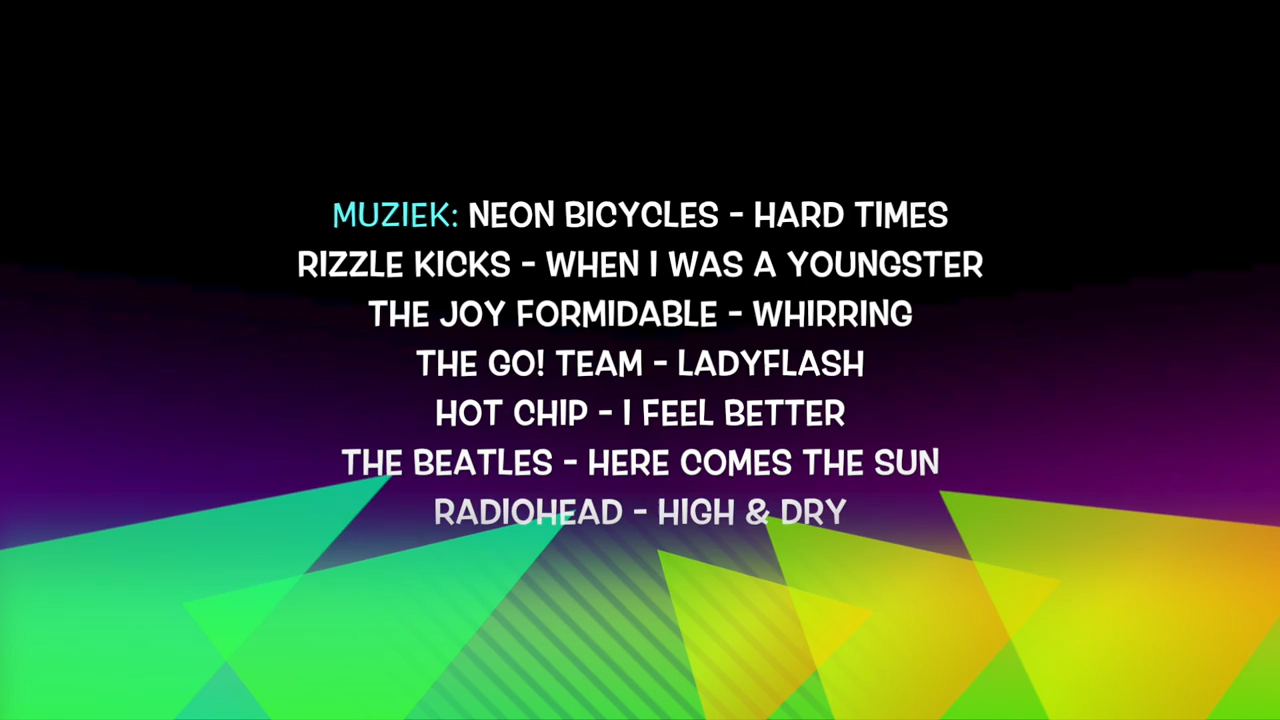 MUZIEK: NEON BICYCLES - HARD TIMES
RIZZLE KICKS - WHEN I WAS A YOUNGSTER
THE JOY FORMIDABLE - WHIRRING
THE GO! TEAM - LADYFLASH
HOT CHIP - I FEEL BETTER
THE BEATLES - HERE COMES THE SUN
RADIOHEAD - HIGH & DRY